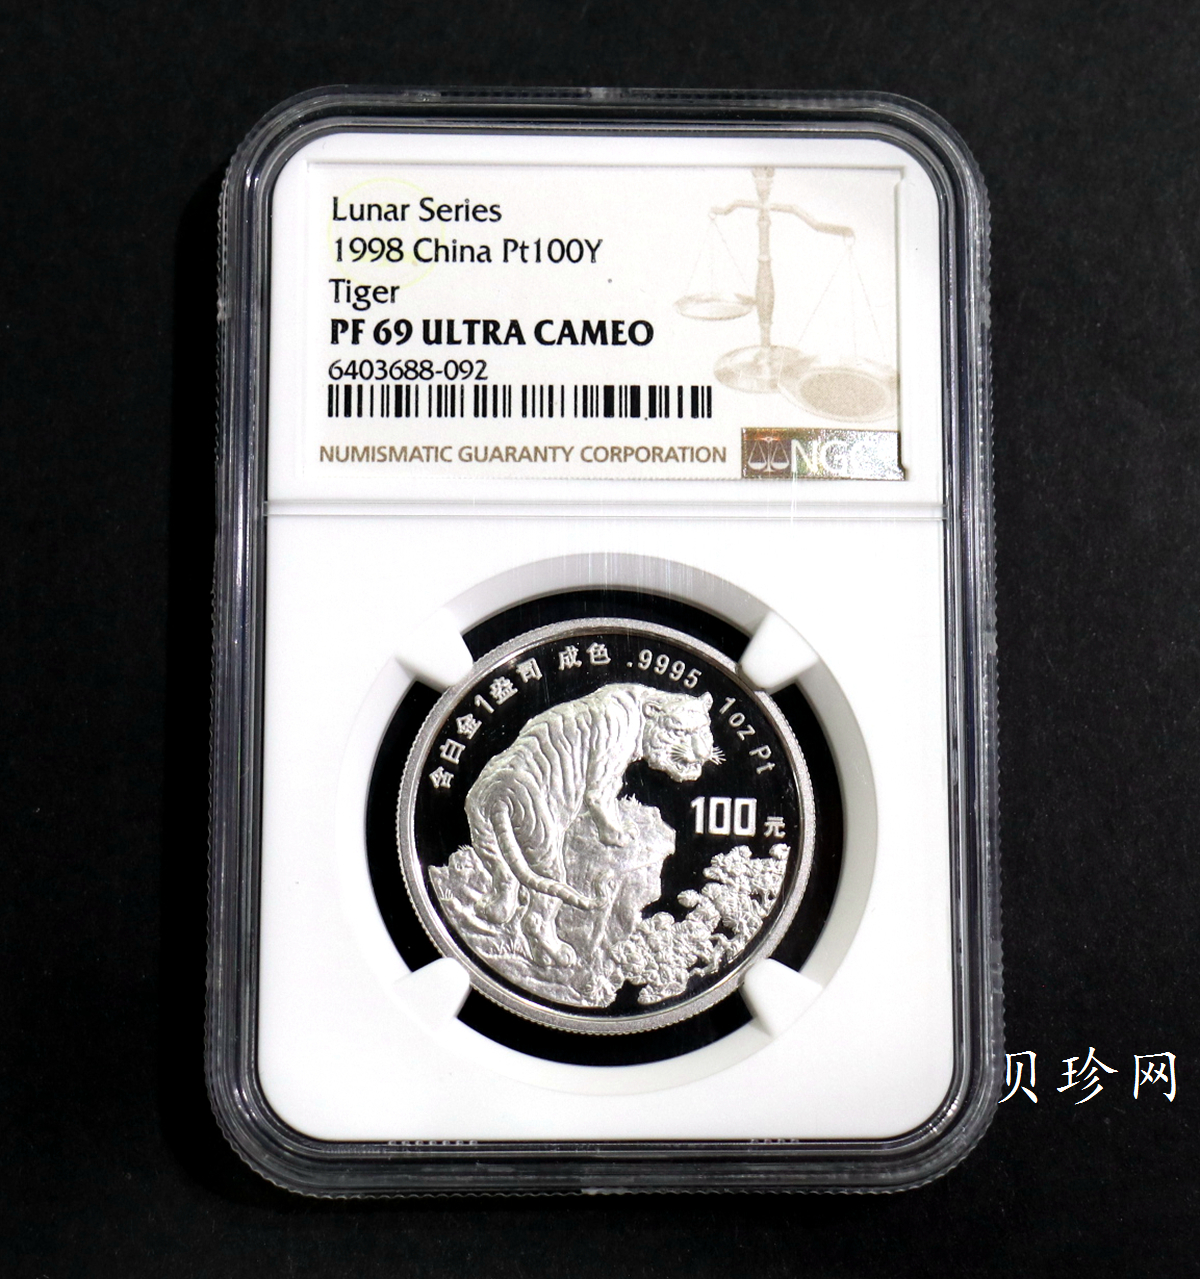 Lunar Series
1998 China Pt100Y
Tiger
PF 69 ULTRA CAMEO
6403688-092
NUMISMATIC GUARANTY CORPORATION
NGC
含白金1盎司 成色 .9995 1oz Pt
100元
贝珍网